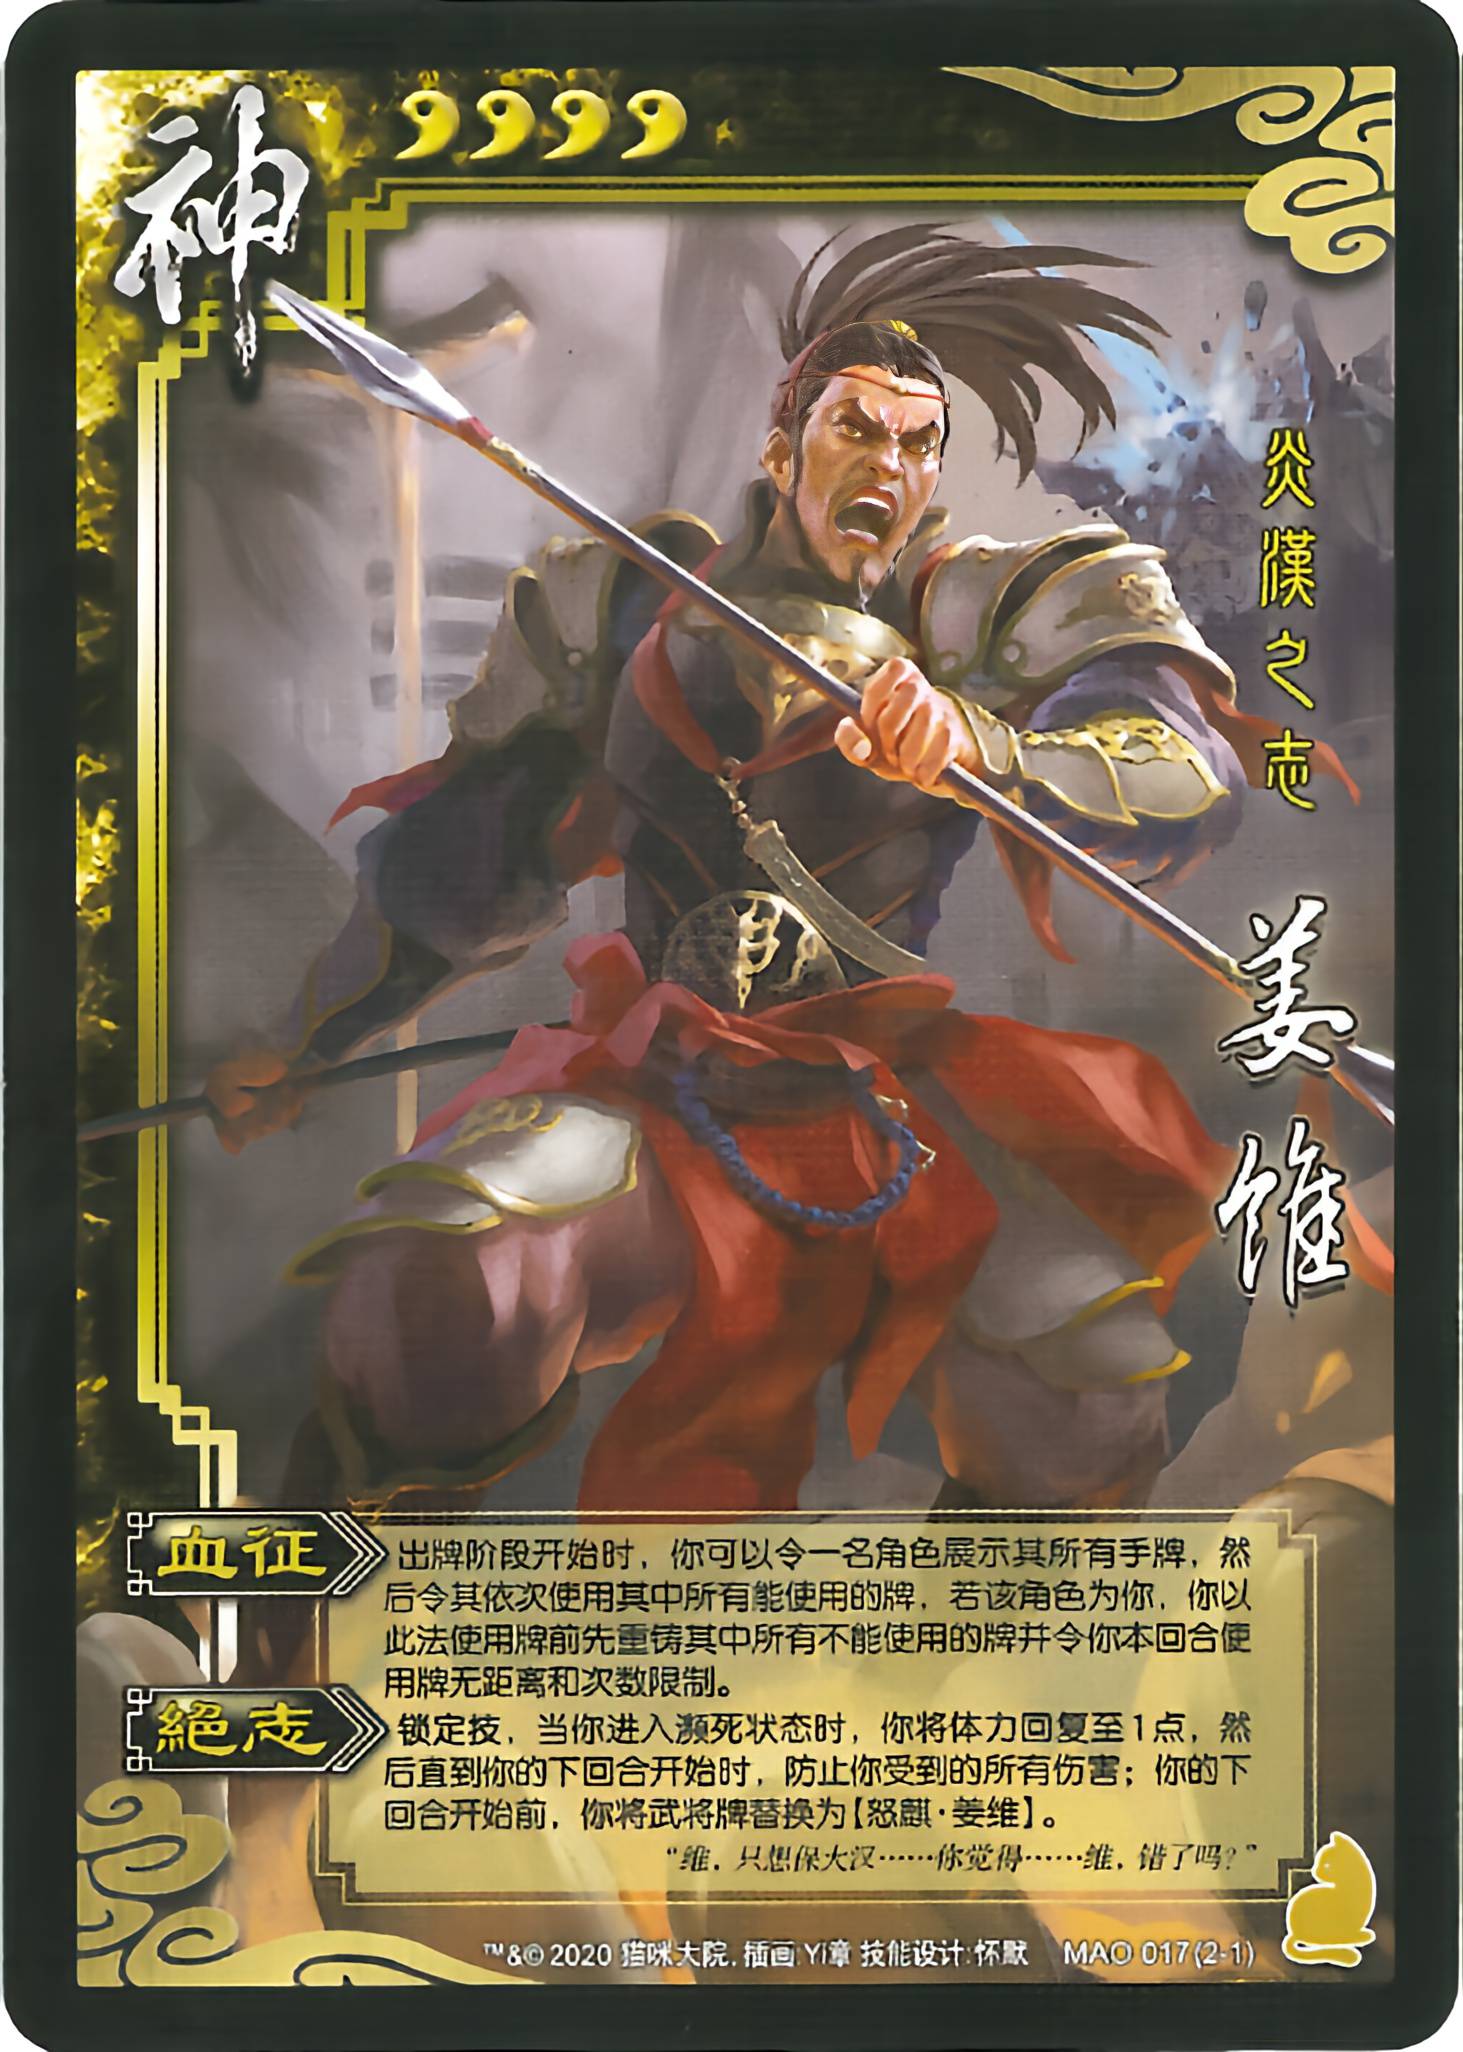 神
炎漢之志
姜维
血征
出牌阶段开始时，你可以令一名角色展示其所有手牌，然
后令其依次使用其中所有能使用的牌，若该角色为你，你以
此法使用牌前先重铸其中所有不能使用的牌并令你本回合使
用牌无距离和次数限制。
絕志
锁定技，当你进入濒死状态时，你将体力回复至1点，然
后直到你的下回合开始时，防止你受到的所有伤害；你的下
回合开始前，你将武将牌替换为【怒麒·姜维】。
“维，只想保大汉……你觉得……维，错了吗？”
™&© 2020 猫咪大院. 插画:YI章 技能设计:怀默 MAO 017(2-1)